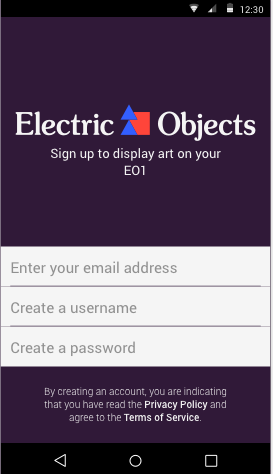 12:30
Electric Objects
Sign up to display art on your
EO1
Enter your email address
Create a username
Create a password
By creating an account, you are indicating
that you have read the Privacy Policy and
agree to the Terms of Service.